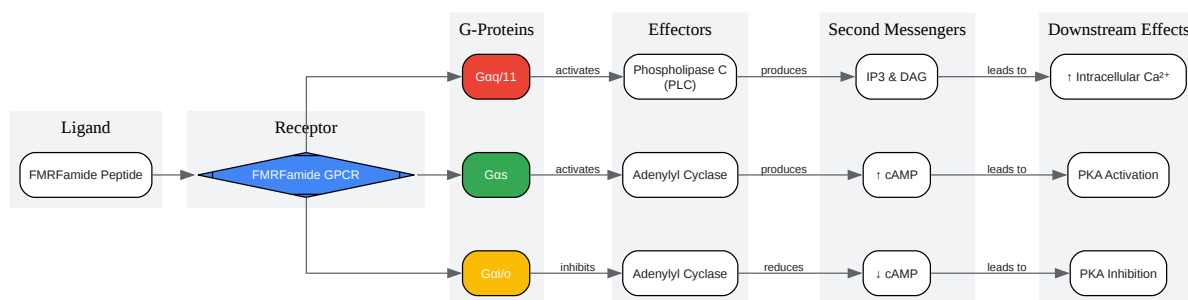 G-Proteins
Effectors
Second Messengers
Downstream Effects
Gαq/11
activates
Phospholipase C
(PLC)
produces
IP3 & DAG
leads to
↑ Intracellular Ca²⁺
Ligand
Receptor
FMRFamide Peptide
FMRFamide GPCR
Gαs
activates
Adenylyl Cyclase
produces
↑ cAMP
leads to
PKA Activation
Gαi/o
inhibits
Adenylyl Cyclase
reduces
↓ cAMP
leads to
PKA Inhibition